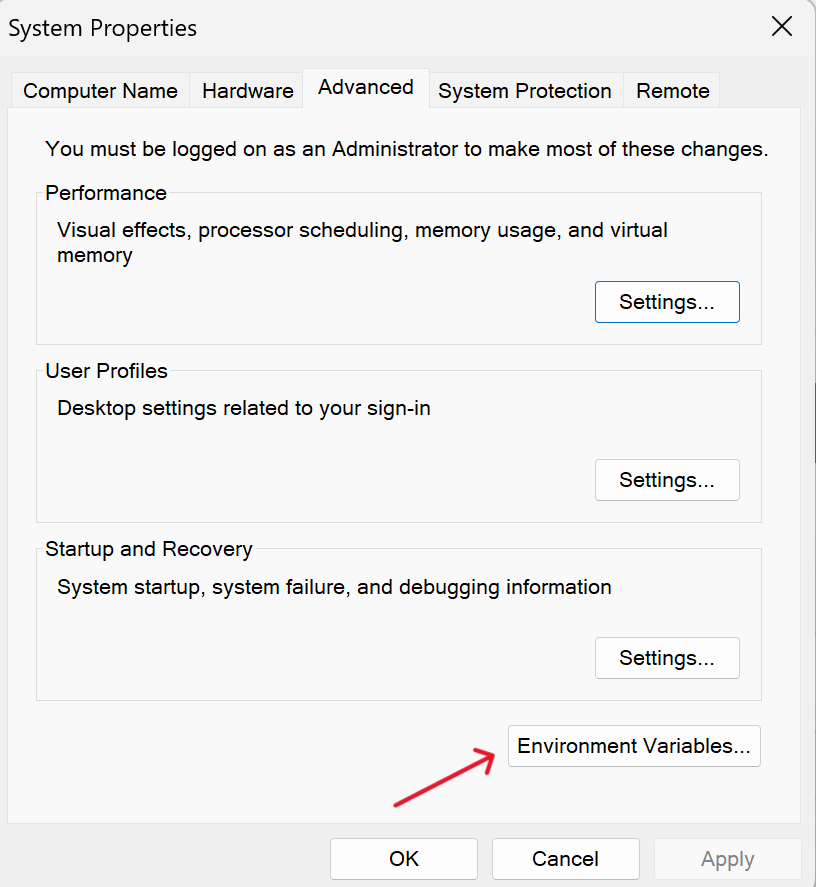 System Properties
Computer Name
Hardware
Advanced
System Protection
Remote
You must be logged on as an Administrator to make most of these changes.
Performance
Visual effects, processor scheduling, memory usage, and virtual
memory
Settings...
User Profiles
Desktop settings related to your sign-in
Settings...
Startup and Recovery
System startup, system failure, and debugging information
Settings...
Environment Variables...
OK
Cancel
Apply